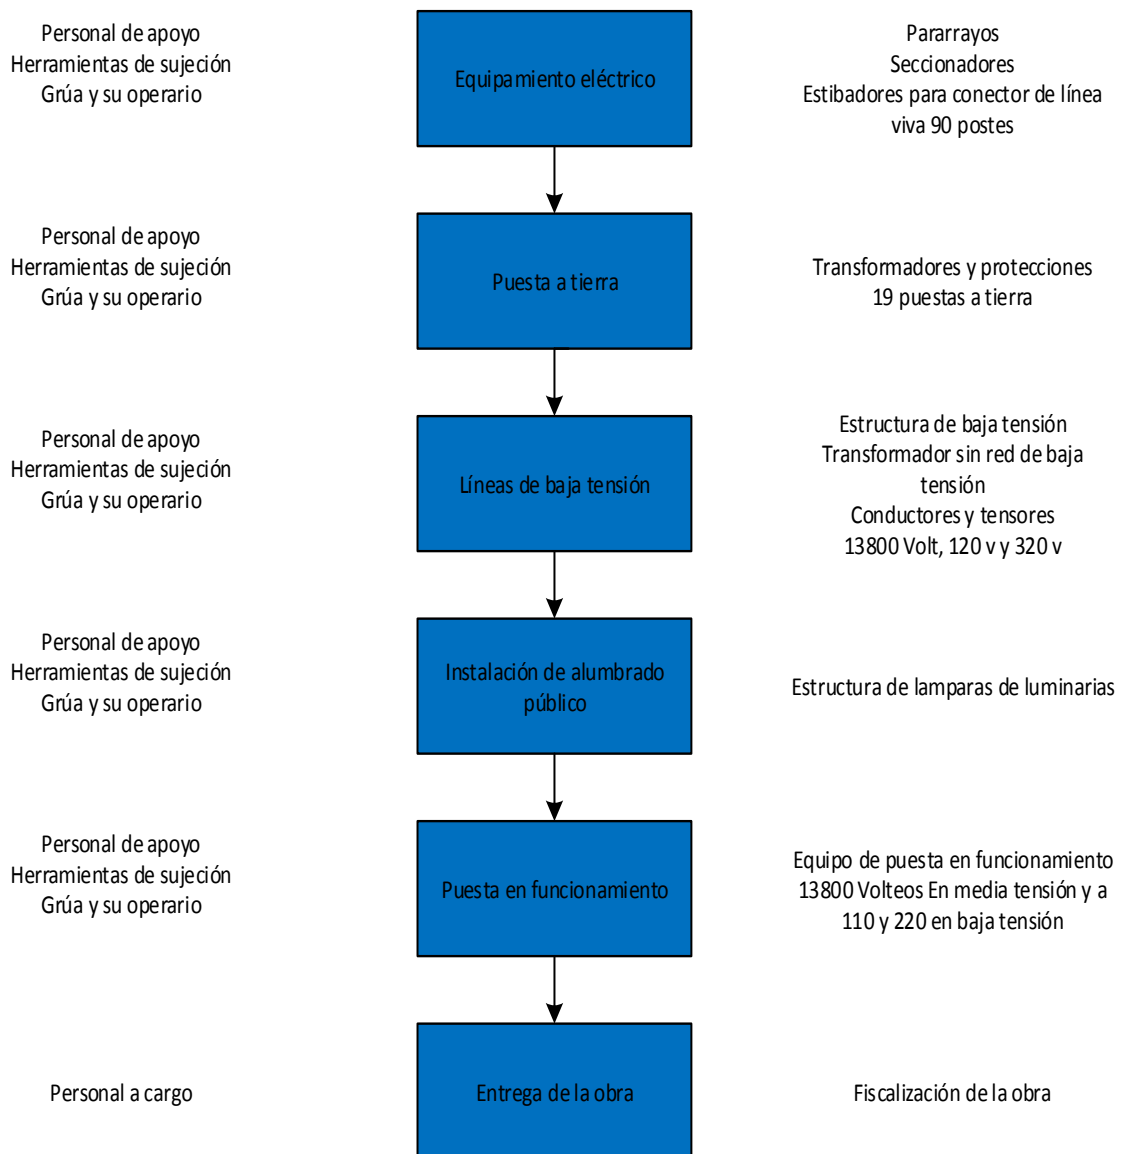 Personal de apoyo
Herramientas de sujeción
Grúa y su operario
Equipamiento eléctrico
Pararrayos
Seccionadores
Estibadores para conector de línea
viva 90 postes
Personal de apoyo
Herramientas de sujeción
Grúa y su operario
Puesta a tierra
Transformadores y protecciones
19 puestas a tierra
Personal de apoyo
Herramientas de sujeción
Grúa y su operario
Líneas de baja tensión
Estructura de baja tensión
Transformador sin red de baja
tensión
Conductores y tensores
13800 Volt, 120 v y 320 v
Personal de apoyo
Herramientas de sujeción
Grúa y su operario
Instalación de alumbrado
público
Estructura de lamparas de luminarias
Personal de apoyo
Herramientas de sujeción
Grúa y su operario
Puesta en funcionamiento
Equipo de puesta en funcionamiento
13800 Volteos En media tensión y a
110 y 220 en baja tensión
Personal a cargo
Entrega de la obra
Fiscalización de la obra